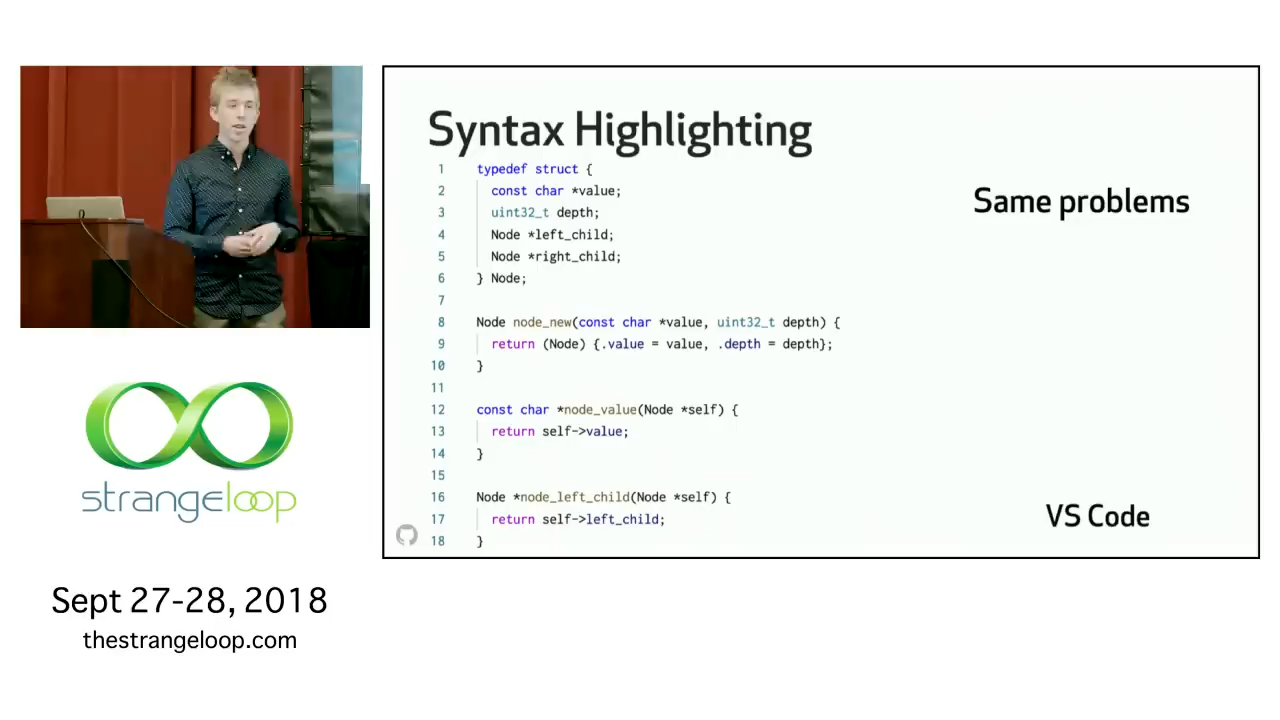 Syntax Highlighting
1 typedef struct {
2 const char *value;
3 uint32_t depth;
4 Node *left_child;
5 Node *right_child;
6 } Node;
7
8 Node node_new(const char *value, uint32_t depth) {
9 return (Node) {.value = value, .depth = depth};
10 }
11
12 const char *node_value(Node *self) {
13 return self->value;
14 }
15
16 Node *node_left_child(Node *self) {
17 return self->left_child;
18 }
Same problems
VS Code
strangeloop
Sept 27-28, 2018
thestrangeloop.com